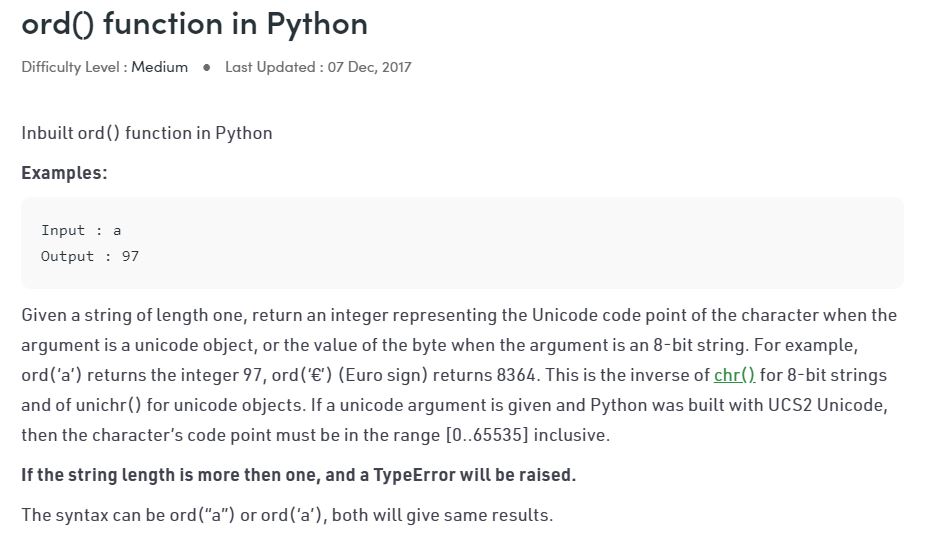 ord() function in Python
Difficulty Level : Medium ● Last Updated : 07 Dec, 2017
Inbuilt ord() function in Python
Examples:
Input : a
Output : 97
Given a string of length one, return an integer representing the Unicode code point of the character when the
argument is a unicode object, or the value of the byte when the argument is an 8-bit string. For example,
ord(‘a’) returns the integer 97, ord(‘€’) (Euro sign) returns 8364. This is the inverse of chr() for 8-bit strings
and of unichr() for unicode objects. If a unicode argument is given and Python was built with UCS2 Unicode,
then the character’s code point must be in the range [0..65535] inclusive.
If the string length is more then one, and a TypeError will be raised.
The syntax can be ord(“a”) or ord(‘a’), both will give same results.